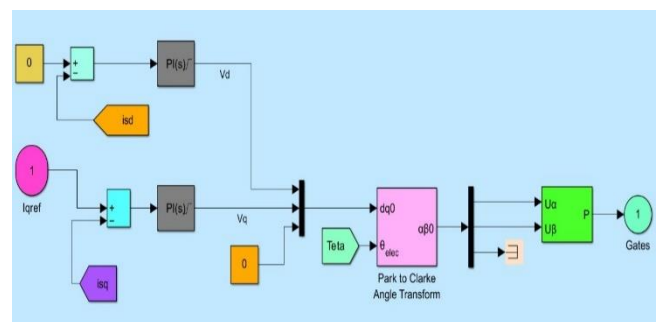 0
+
−
PI(s)
Vd
isd
1
Iqref
+
−
PI(s)
Vq
isq
0
Teta
dq0
θelec
αβ0
Park to Clarke
Angle Transform
Uα
Uβ
P
1
Gates